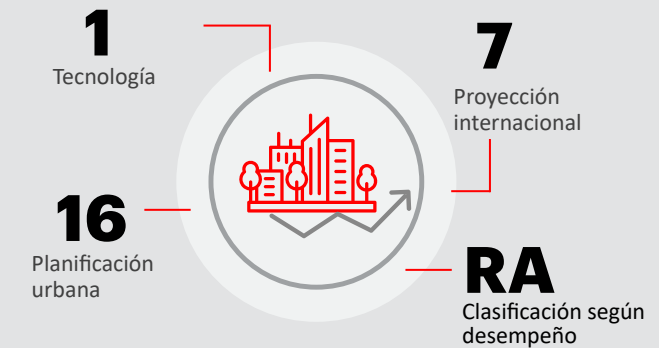 1
Tecnología
7
Proyección
internacional
16
Planificación
urbana
RA
Clasificación según
desempeño